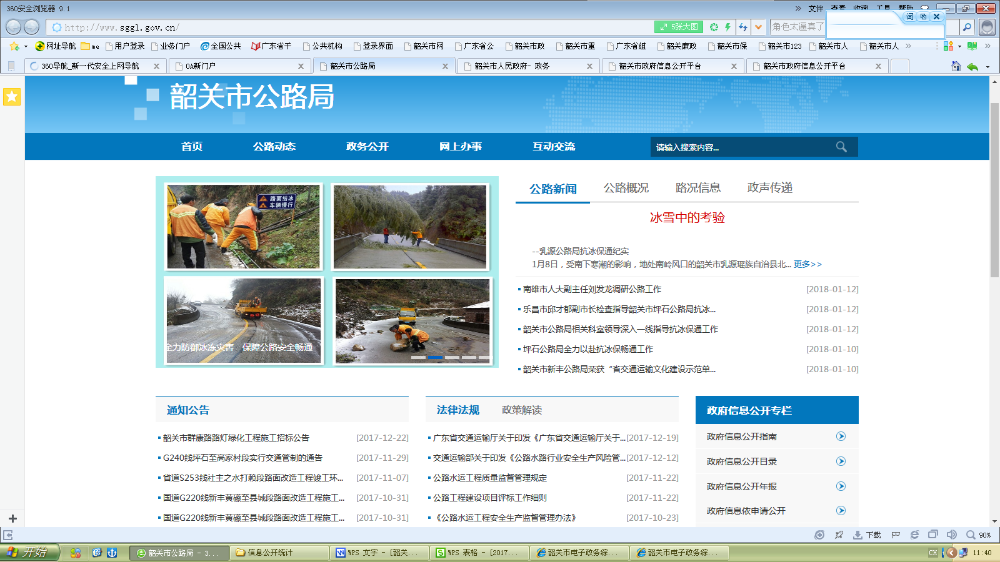 360安全浏览器 9.1
» 文件 查看 收藏 工具 帮助
http://www.sggl.gov.cn/
5张大图
角色太逼真了
词
网址导航 me 用户登录 业务门户 全国公共 广东省干 公共机构 登录界面 韶关市网 广东省公 韶关市政 韶关市重 广东省组 韶关廉政 韶关市保 韶关市123 韶关市人 韶关市人 »
360导航_新一代安全上网导航 OA新门户 韶关市公路局 韶关市人民政府- 政务 韶关市政府信息公开平台 韶关市政府信息公开平台
韶关市公路局
首页 公路动态 政务公开 网上办事 互动交流 请输入搜索内容...
路面结冰
车辆慢行
全力防御冰冻灾害 保障公路安全畅通
公路新闻 公路概况 路况信息 政声传递
冰雪中的考验
--乳源公路局抗冰保通纪实
1月8日，受南下寒潮的影响，地处南岭风口的韶关市乳源瑶族自治县北... 更多>>
南雄市人大副主任刘发龙调研公路工作 [2018-01-12]
乐昌市邱才郁副市长检查指导韶关市坪石公路局抗冰... [2018-01-12]
韶关市公路局相关科室领导深入一线指导抗冰保通工作 [2018-01-12]
坪石公路局全力以赴抗冰保畅通工作 [2018-01-10]
韶关市新丰公路局荣获“省交通运输文化建设示范单... [2018-01-10]
通知公告
韶关市群康路路灯绿化工程施工招标公告 [2017-12-22]
G240线坪石至高家村段实行交通管制的通告 [2017-11-29]
省道S253线社主之水打赖段路面改造工程竣工环... [2017-11-07]
国道G220线新丰黄磜至县城段路面改造工程施工... [2017-10-31]
国道G220线新丰黄磜至县城段路面改造工程施工... [2017-10-31]
法律法规 政策解读
广东省交通运输厅关于印发《广东省交通运输厅关于... [2017-12-19]
交通运输部关于印发《公路水路行业安全生产风险管... [2017-12-12]
公路水运工程质量监督管理规定 [2017-11-22]
公路工程建设项目评标工作细则 [2017-11-22]
《公路水运工程安全生产监督管理办法》 [2017-10-23]
政府信息公开专栏
政府信息公开指南
政府信息公开目录
政府信息公开年报
政府信息依申请公开
下载 90%
开始 韶关市公路局 - 3... 信息公开统计 WPS 文字 - [韶关... WPS 表格 - [2017... 韶关市电子政务综... 韶关市电子政务综... CH 11:40